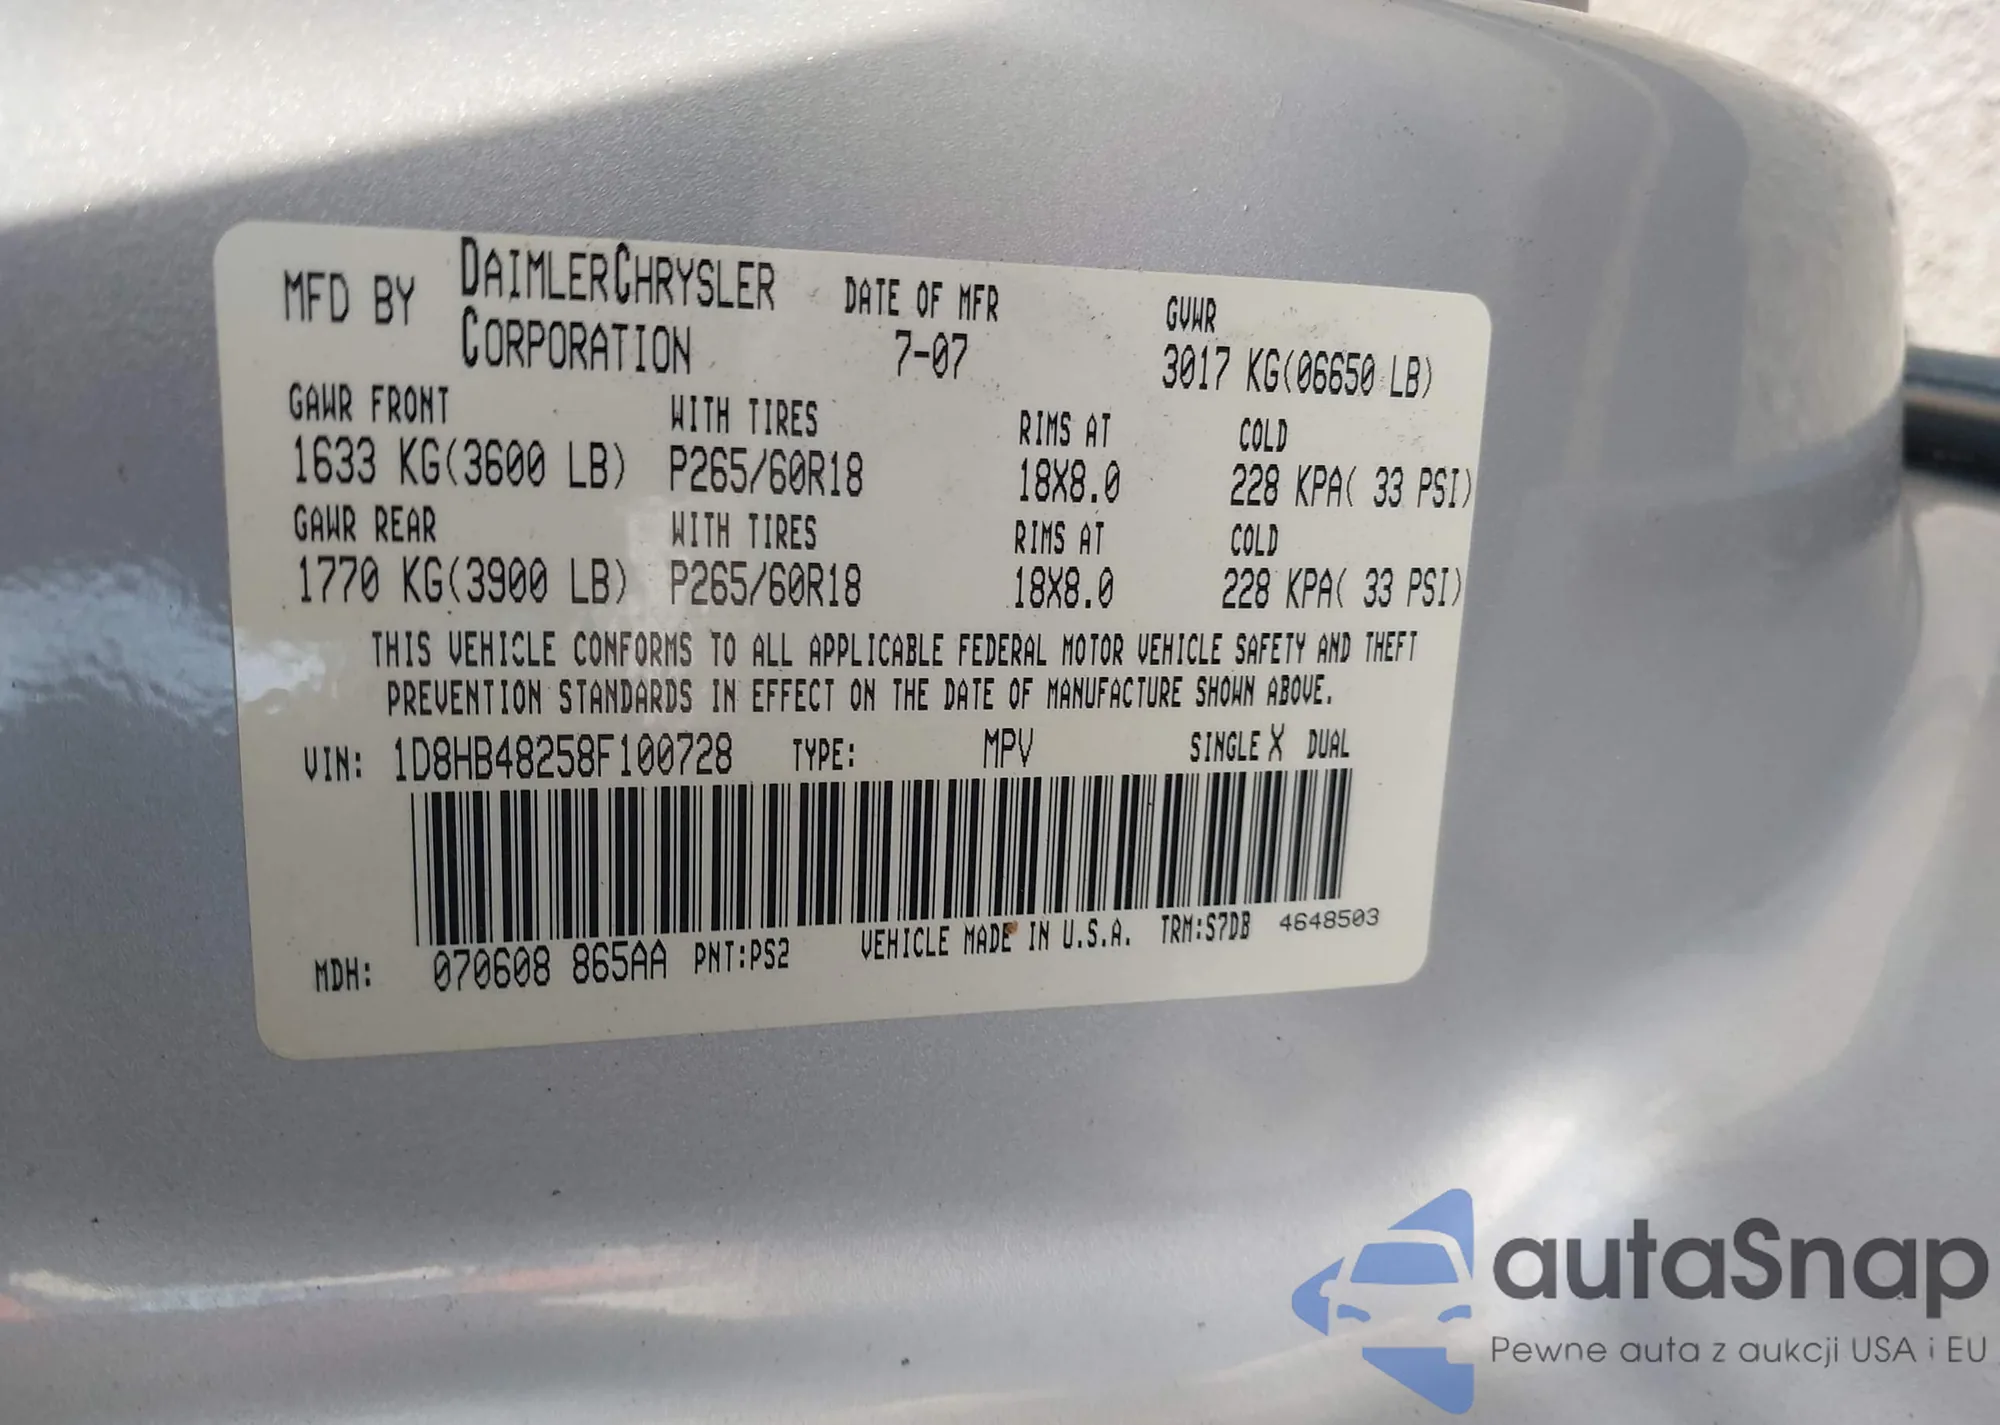 MFD BY DAIMLERCHRYSLER CORPORATION DATE OF MFR 7-07 GVWR 3017 KG(06650 LB)
GAWR FRONT WITH TIRES RIMS AT COLD
1633 KG(3600 LB) P265/60R18 18X8.0 228 KPA( 33 PSI)
GAWR REAR WITH TIRES RIMS AT COLD
1770 KG(3900 LB) P265/60R18 18X8.0 228 KPA( 33 PSI)
THIS VEHICLE CONFORMS TO ALL APPLICABLE FEDERAL MOTOR VEHICLE SAFETY AND THEFT
PREVENTION STANDARDS IN EFFECT ON THE DATE OF MANUFACTURE SHOWN ABOVE.
VIN: 1D8HB48258F100728 TYPE: MPV SINGLE X DUAL
MDH: 070608 865AA PNT:PS2 VEHICLE MADE IN U.S.A. TRM:S7DB 4648503
autaSnap
Pewne auta z aukcji USA i EU